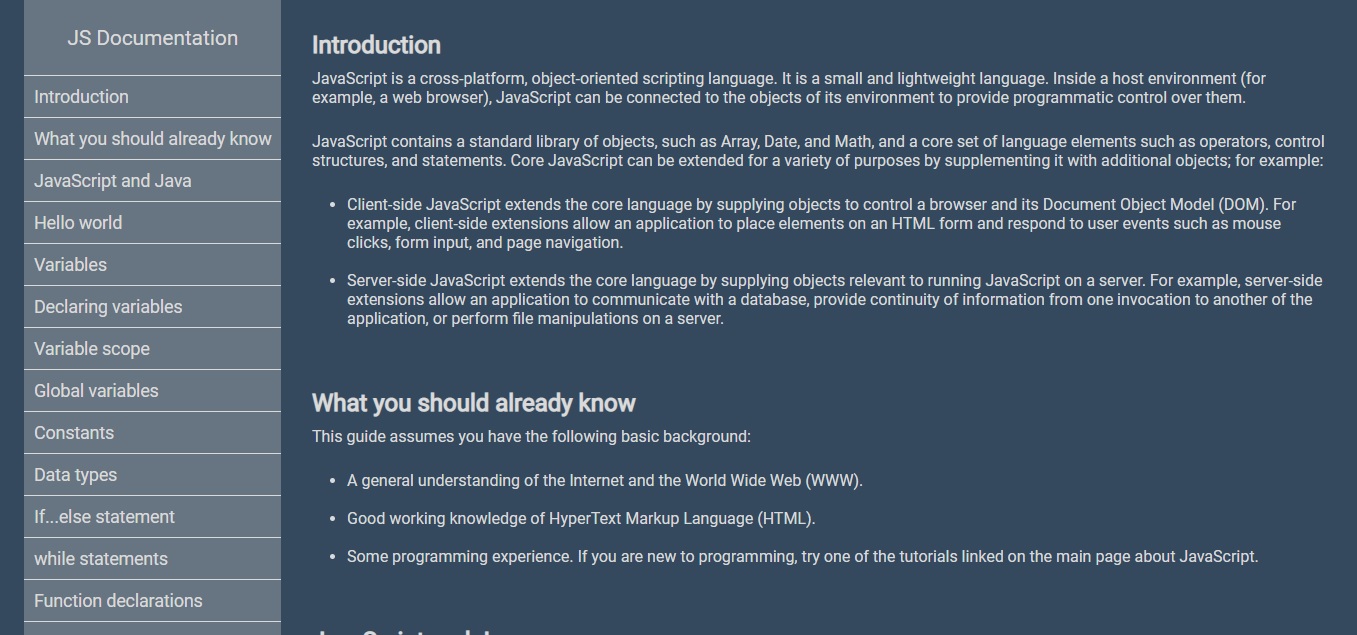 JS Documentation
Introduction
What you should already know
JavaScript and Java
Hello world
Variables
Declaring variables
Variable scope
Global variables
Constants
Data types
If...else statement
while statements
Function declarations
Introduction
JavaScript is a cross-platform, object-oriented scripting language. It is a small and lightweight language. Inside a host environment (for
example, a web browser), JavaScript can be connected to the objects of its environment to provide programmatic control over them.
JavaScript contains a standard library of objects, such as Array, Date, and Math, and a core set of language elements such as operators, control
structures, and statements. Core JavaScript can be extended for a variety of purposes by supplementing it with additional objects; for example:
• Client-side JavaScript extends the core language by supplying objects to control a browser and its Document Object Model (DOM). For
example, client-side extensions allow an application to place elements on an HTML form and respond to user events such as mouse
clicks, form input, and page navigation.
• Server-side JavaScript extends the core language by supplying objects relevant to running JavaScript on a server. For example, server-side
extensions allow an application to communicate with a database, provide continuity of information from one invocation to another of the
application, or perform file manipulations on a server.
What you should already know
This guide assumes you have the following basic background:
• A general understanding of the Internet and the World Wide Web (WWW).
• Good working knowledge of HyperText Markup Language (HTML).
• Some programming experience. If you are new to programming, try one of the tutorials linked on the main page about JavaScript.